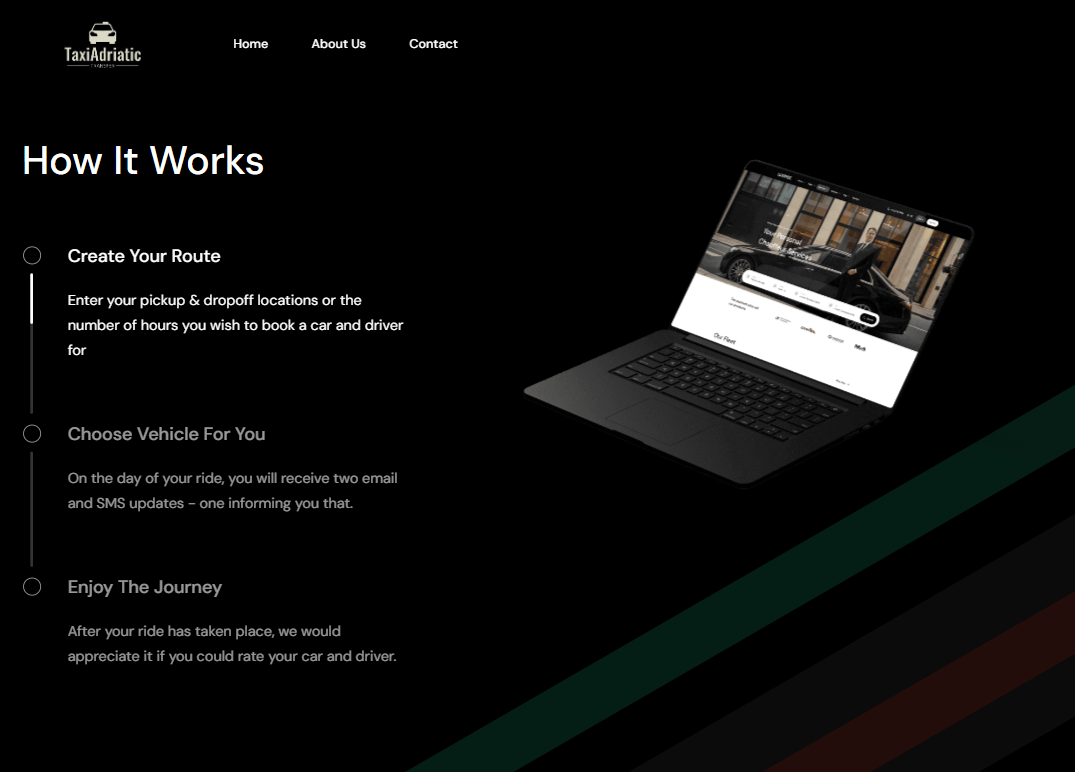 TaxiAdriatic
TRANSFER
Home
About Us
Contact
How It Works
Create Your Route
Enter your pickup & dropoff locations or the
number of hours you wish to book a car and driver
for
Choose Vehicle For You
On the day of your ride, you will receive two email
and SMS updates - one informing you that.
Enjoy The Journey
After your ride has taken place, we would
appreciate it if you could rate your car and driver.
Your Personal
Chauffeur Services
Our Fleet